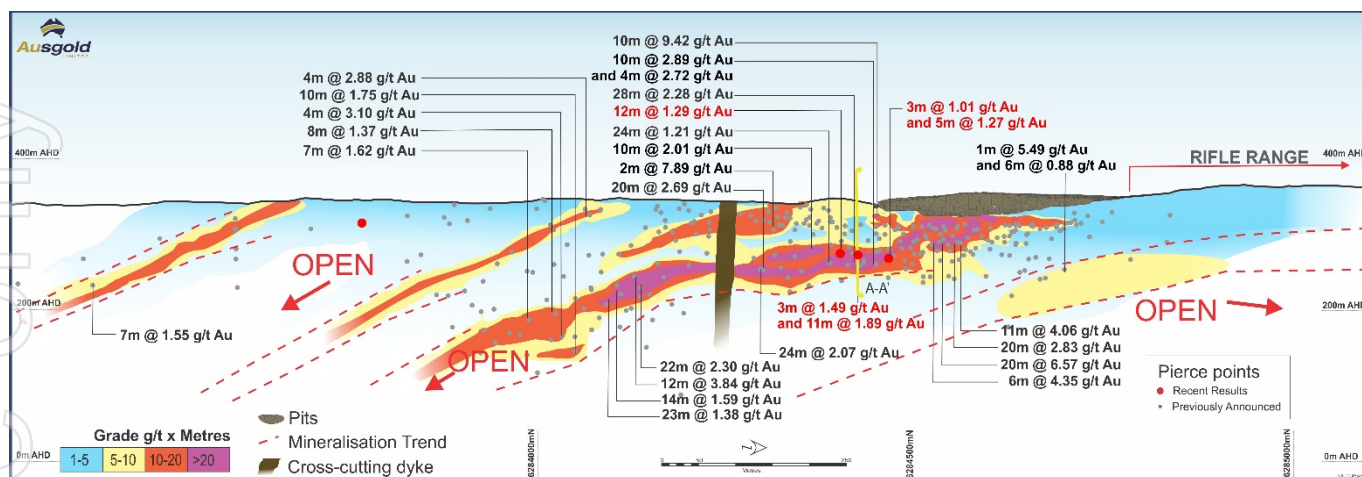 Ausgold
LIMITED
4m @ 2.88 g/t Au
10m @ 1.75 g/t Au
4m @ 3.10 g/t Au
8m @ 1.37 g/t Au
7m @ 1.62 g/t Au
10m @ 9.42 g/t Au
10m @ 2.89 g/t Au
and 4m @ 2.72 g/t Au
28m @ 2.28 g/t Au
12m @ 1.29 g/t Au
24m @ 1.21 g/t Au
10m @ 2.01 g/t Au
2m @ 7.89 g/t Au
20m @ 2.69 g/t Au
3m @ 1.01 g/t Au
and 5m @ 1.27 g/t Au
1m @ 5.49 g/t Au
and 6m @ 0.88 g/t Au
RIFLE RANGE
400m AHD
400m AHD
OPEN
200m AHD
200m AHD
7m @ 1.55 g/t Au
OPEN
A-A'
3m @ 1.49 g/t Au
and 11m @ 1.89 g/t Au
24m @ 2.07 g/t Au
OPEN
22m @ 2.30 g/t Au
12m @ 3.84 g/t Au
14m @ 1.59 g/t Au
23m @ 1.38 g/t Au
11m @ 4.06 g/t Au
20m @ 2.83 g/t Au
20m @ 6.57 g/t Au
6m @ 4.35 g/t Au
Pierce points
Recent Results
Previously Announced
Pits
Mineralisation Trend
Cross-cutting dyke
Grade g/t x Metres
1-5 5-10 10-20 >20
0m AHD
0m AHD
6284000mN
6284500mN
6285000mN
N
0 50 250
Metres